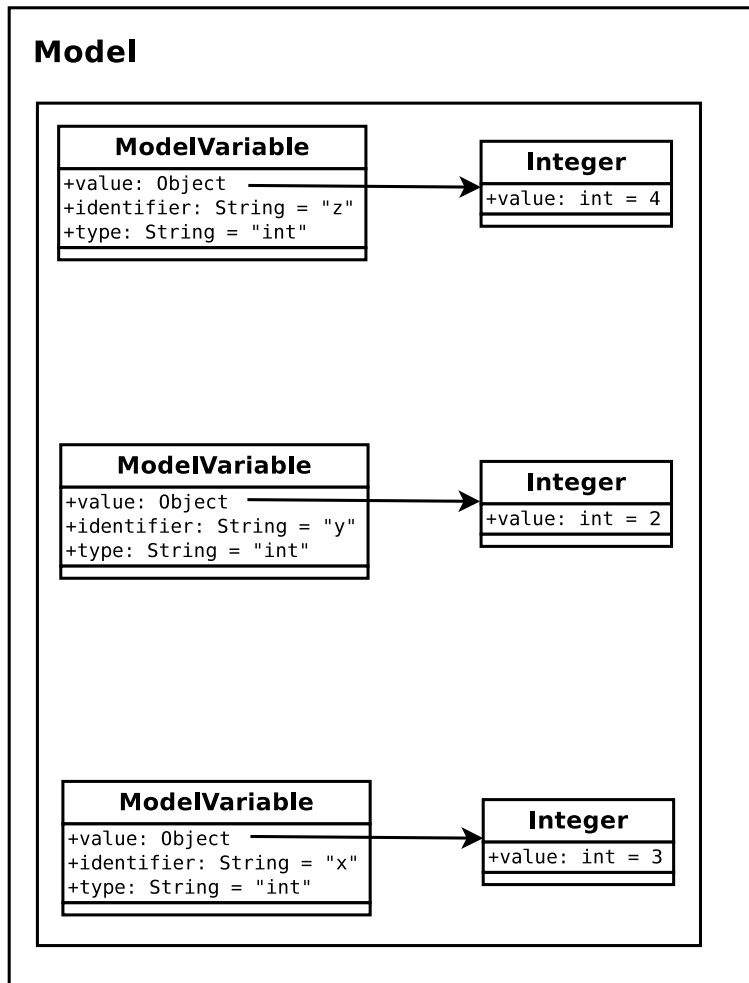 Model
ModelVariable
+value: Object
+identifier: String = "z"
+type: String = "int"
Integer
+value: int = 4
ModelVariable
+value: Object
+identifier: String = "y"
+type: String = "int"
Integer
+value: int = 2
ModelVariable
+value: Object
+identifier: String = "x"
+type: String = "int"
Integer
+value: int = 3